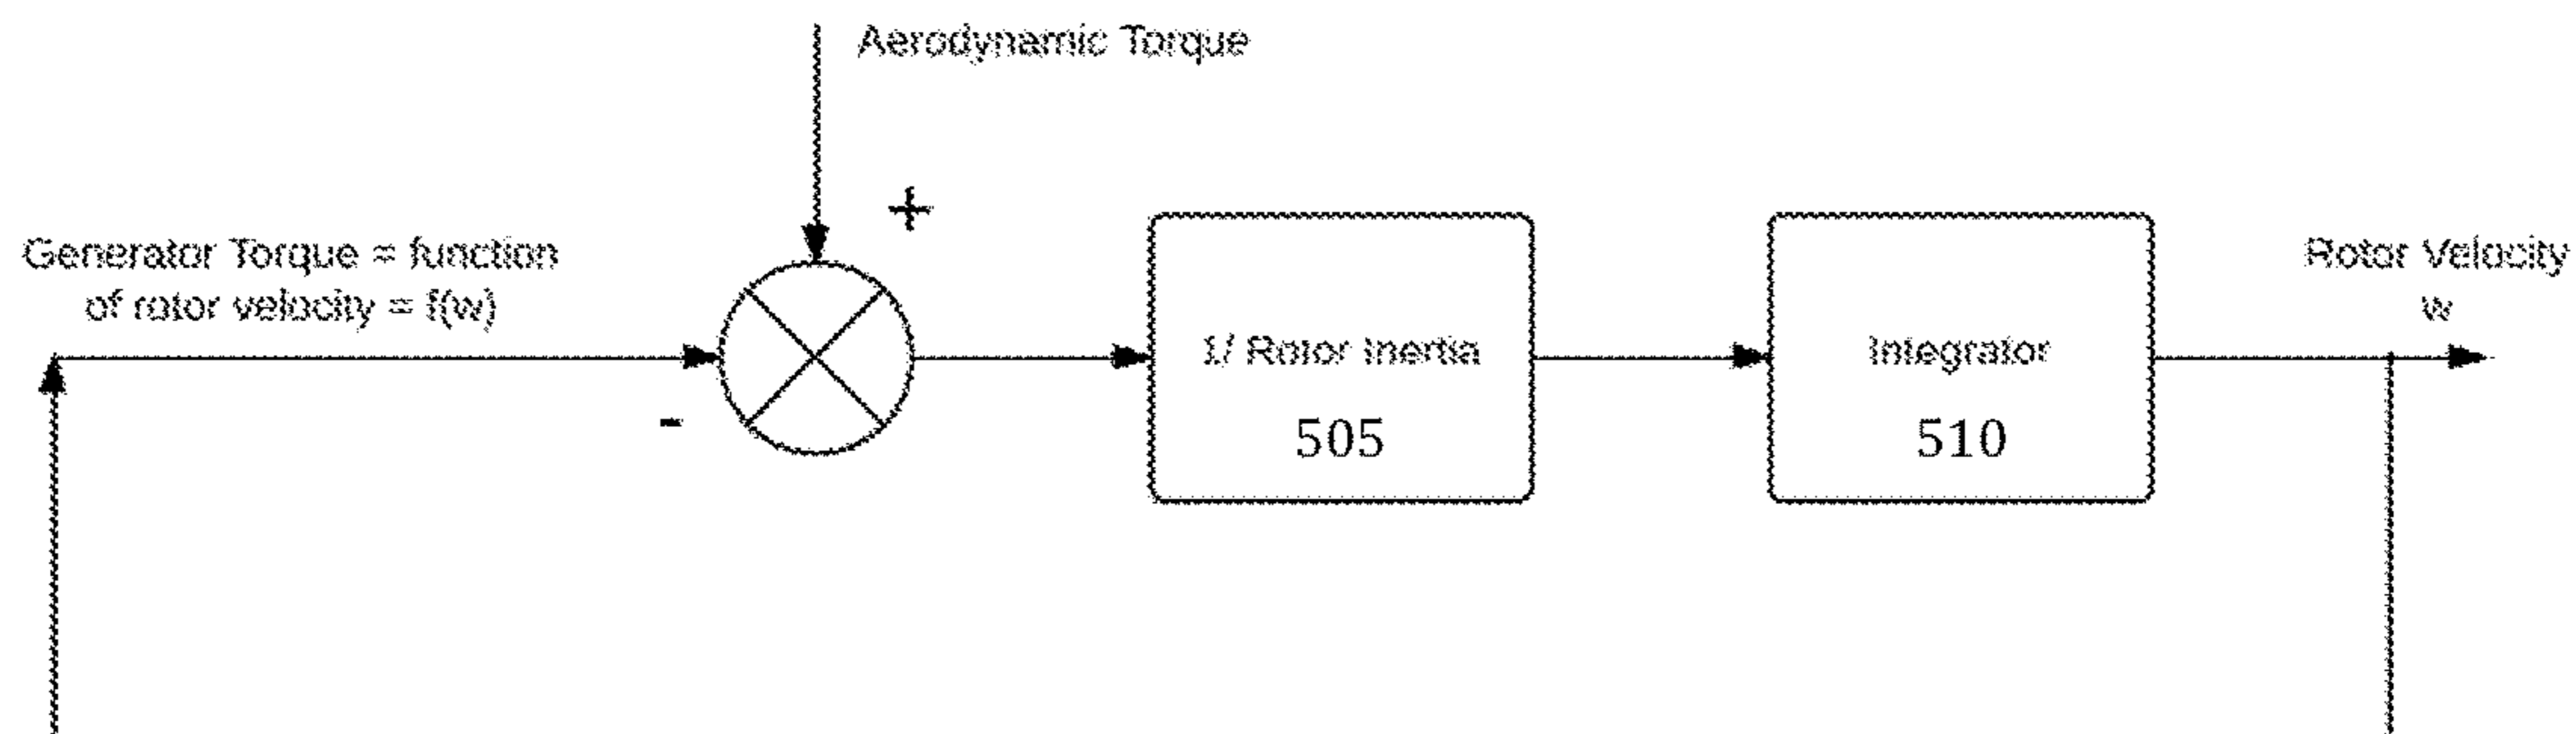 Aerodynamic Torque
+
Generator Torque = function
of rotor velocity = f(w)
-
1/ Rotor Inertia
505
Integrator
510
Rotor Velocity
w